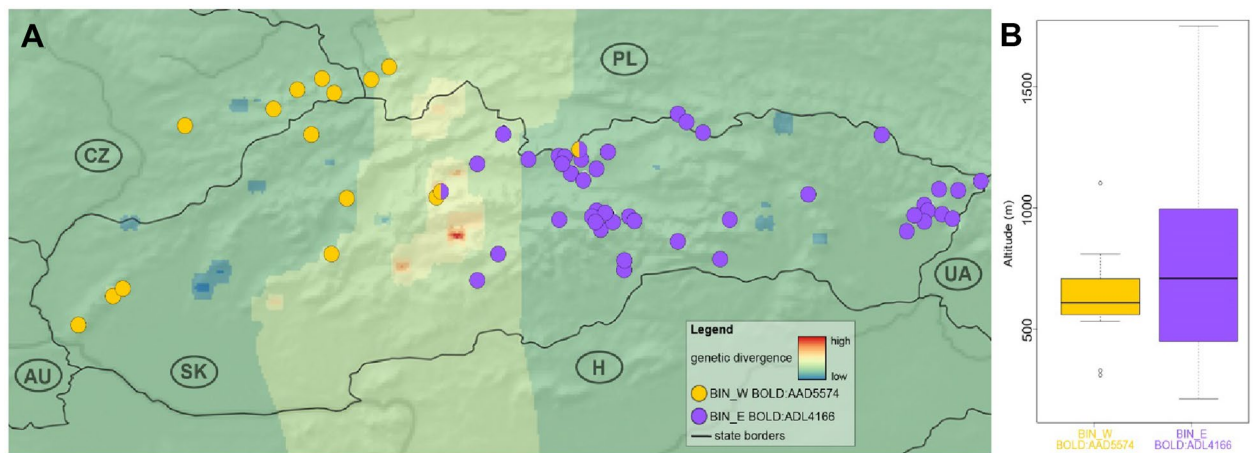 A
PL
CZ
UA
AU
SK
H
Legend
genetic divergence
high
low
BIN_W BOLD:AAD5574
BIN_E BOLD:ADL4166
state borders
B
Altitude (m)
1500
1000
500
BIN_W
BOLD:AAD5574
BIN_E
BOLD:ADL4166